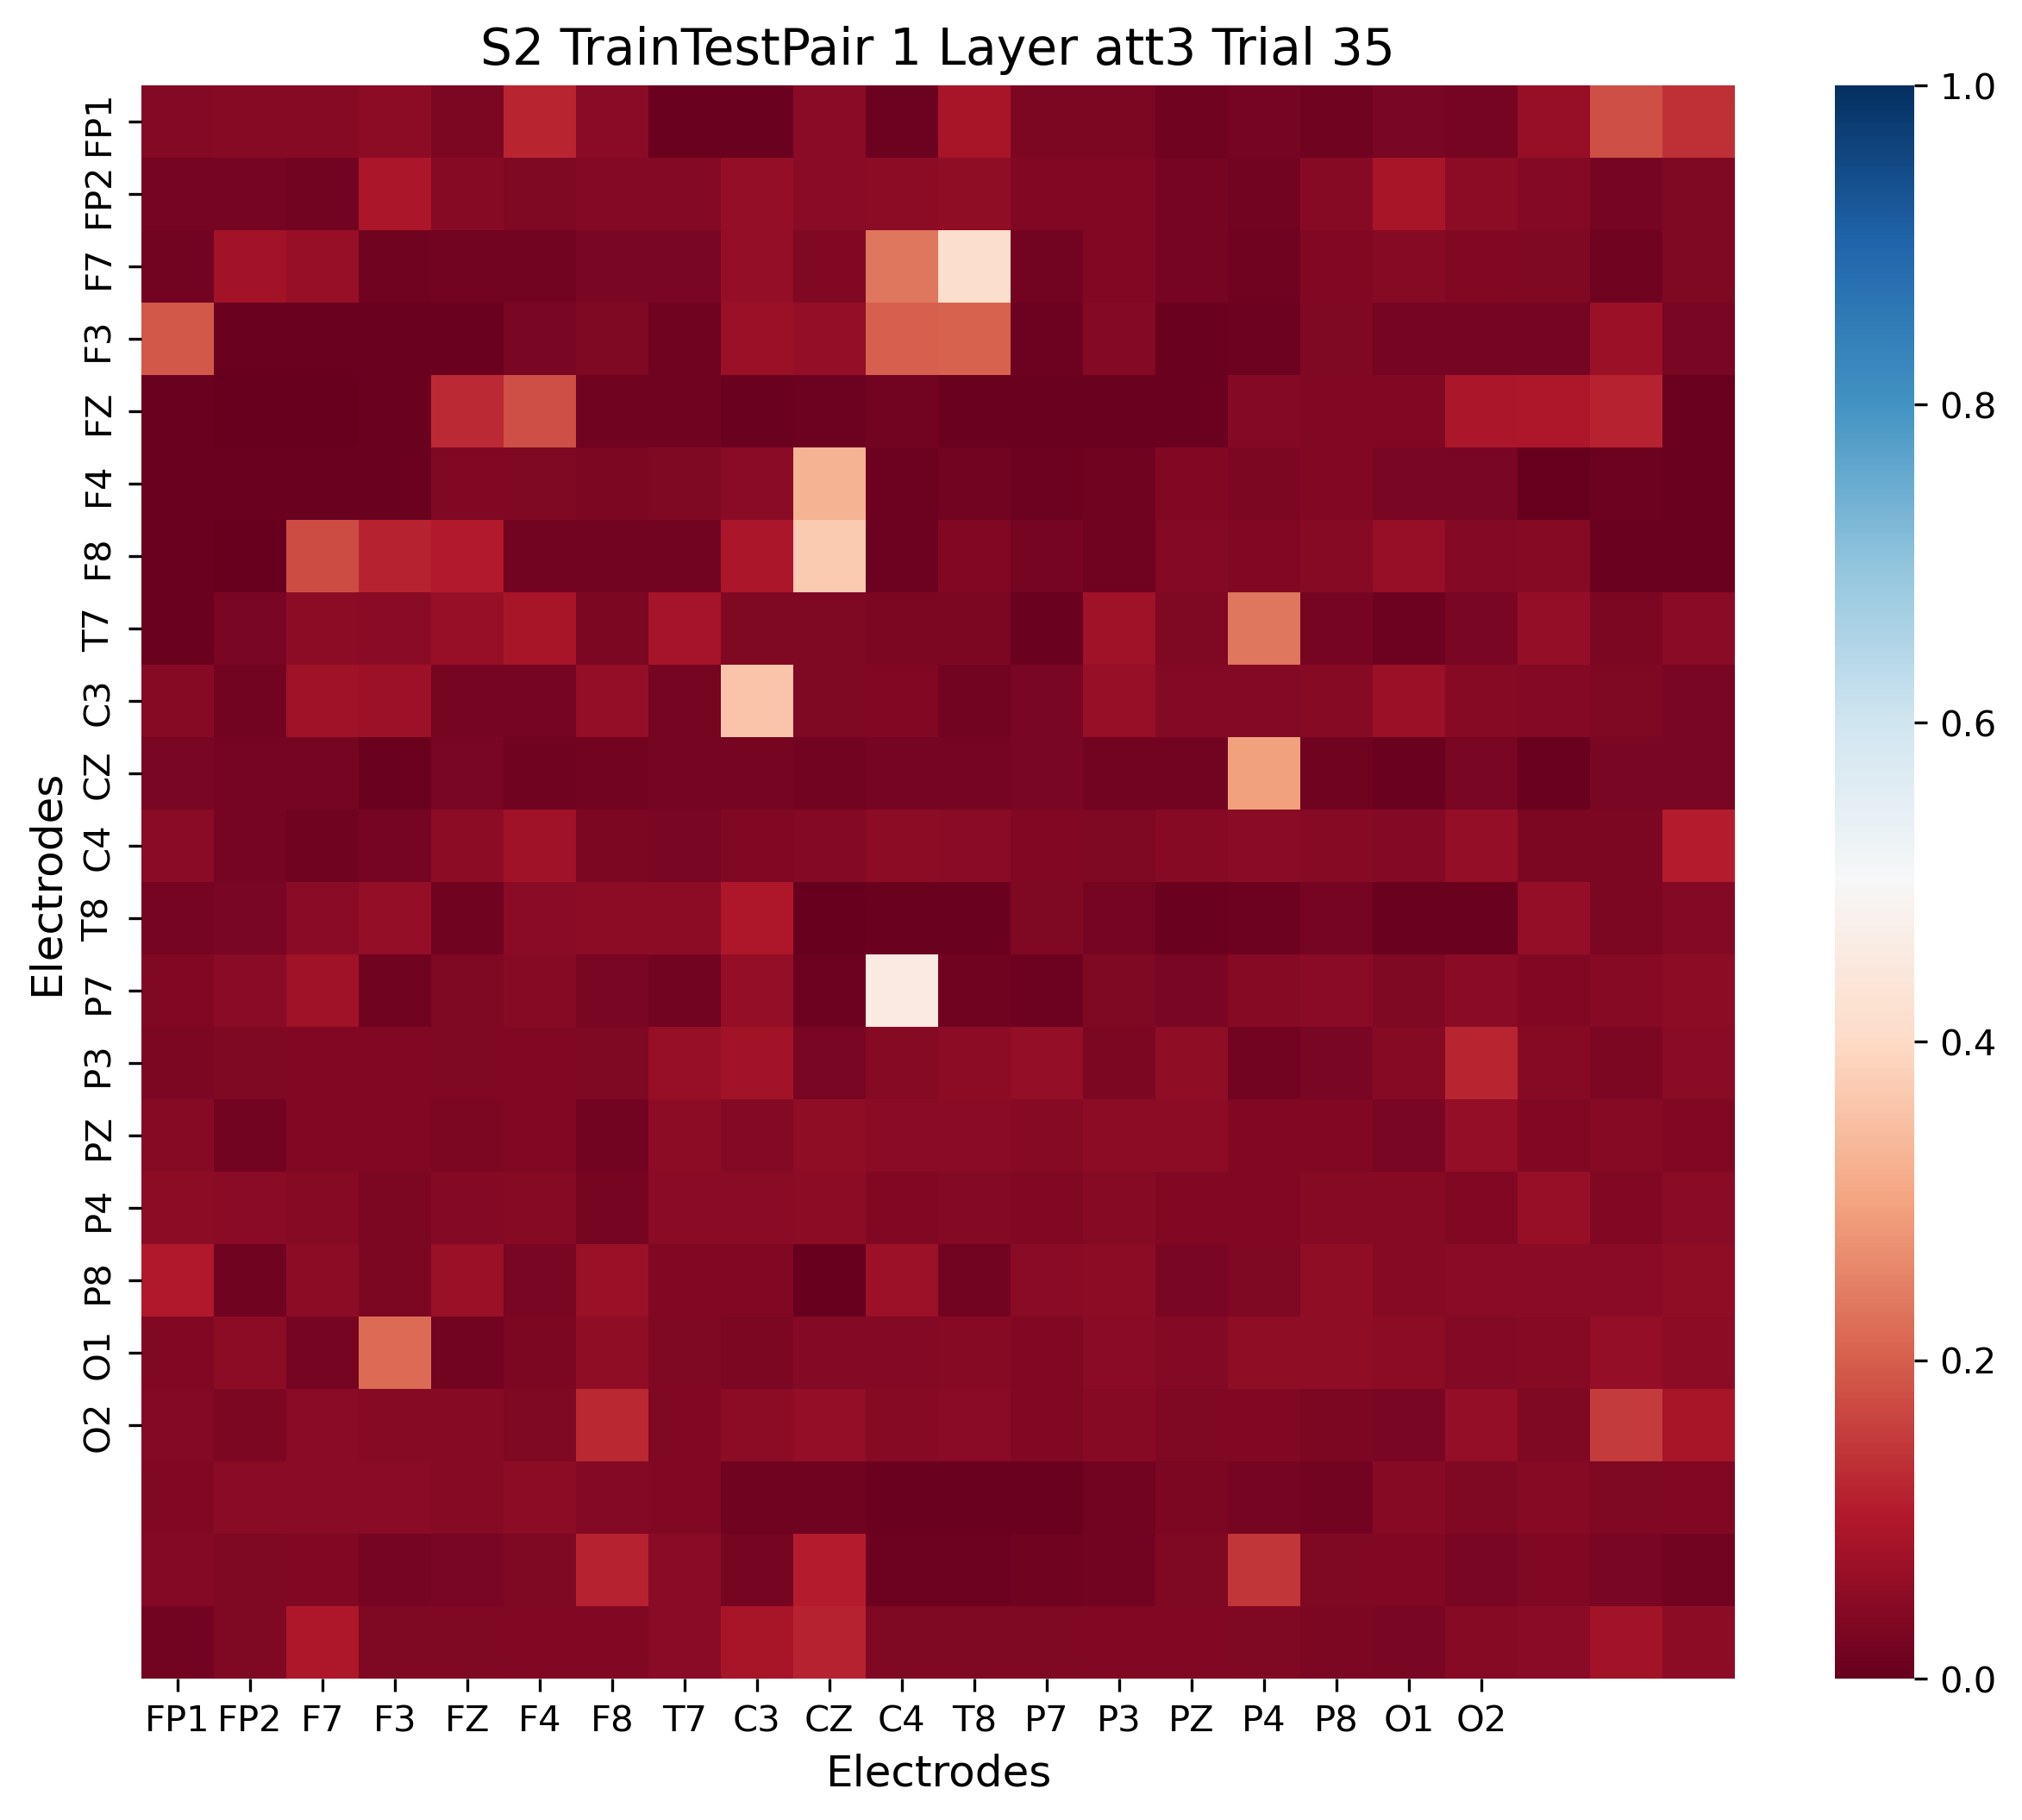 S2 TrainTestPair 1 Layer att3 Trial 35
Electrodes
FP1
FP2
F7
F3
FZ
F4
F8
T7
C3
CZ
C4
T8
P7
P3
PZ
P4
P8
O1
O2
FP1 FP2 F7 F3 FZ F4 F8 T7 C3 CZ C4 T8 P7 P3 PZ P4 P8 O1 O2
Electrodes
1.0
0.8
0.6
0.4
0.2
0.0